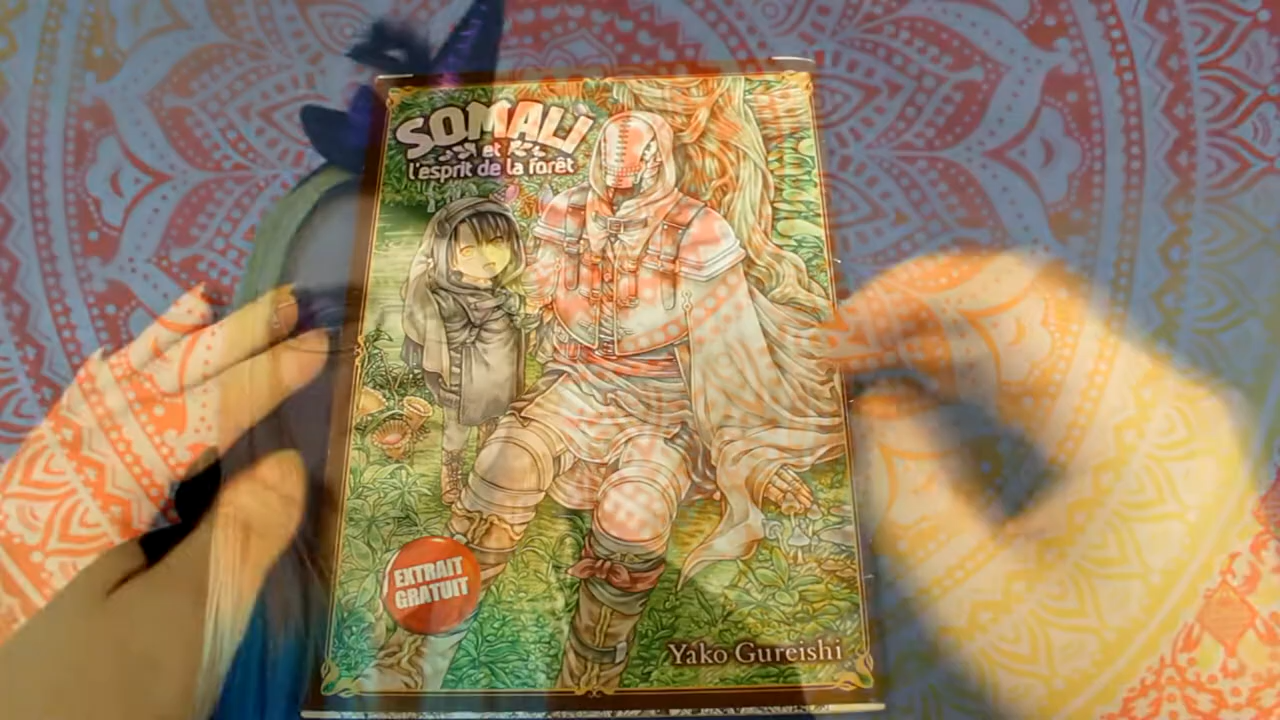 SOMALI
et
l'esprit de la forêt
EXTRAIT
GRATUIT
Yako Gureishi